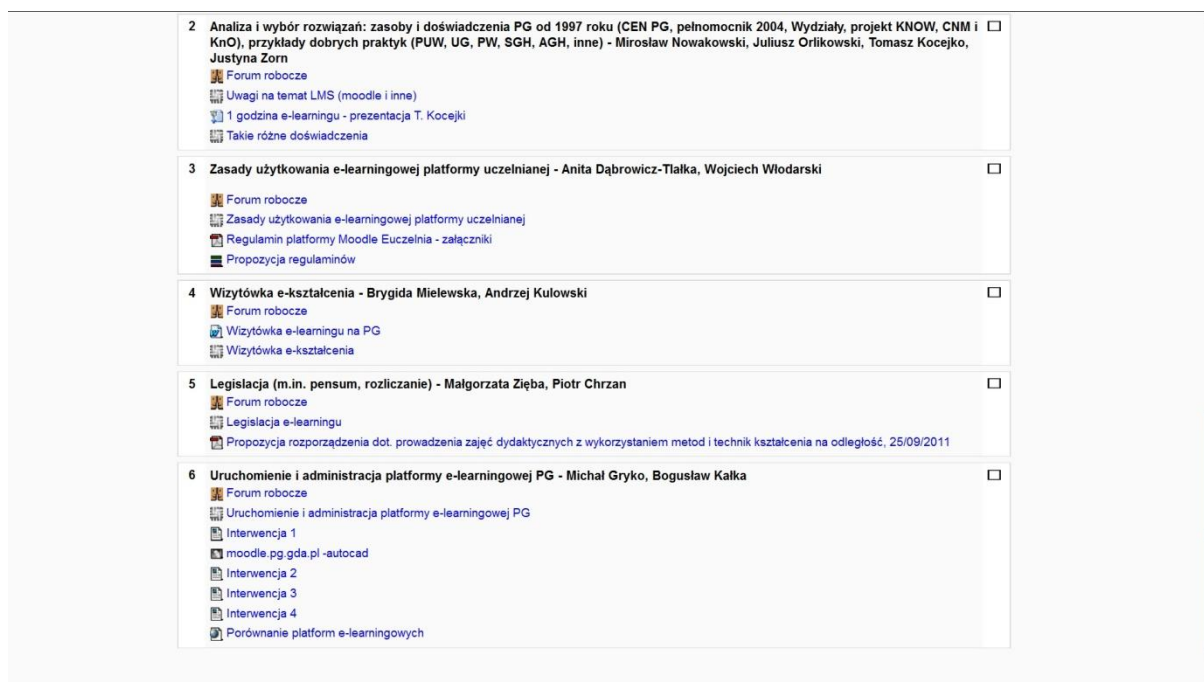 2 Analiza i wybór rozwiązań: zasoby i doświadczenia PG od 1997 roku (CEN PG, pełnomocnik 2004, Wydziały, projekt KNOW, CNM i
KnO), przykłady dobrych praktyk (PUW, UG, PW, SGH, AGH, inne) - Mirosław Nowakowski, Juliusz Orlikowski, Tomasz Kocejko,
Justyna Zorn
Forum robocze
Uwagi na temat LMS (moodle i inne)
1 godzina e-learningu - prezentacja T. Kocejki
Takie różne doświadczenia
3 Zasady użytkowania e-learningowej platformy uczelnianej - Anita Dąbrowicz-Tlałka, Wojciech Włodarski
Forum robocze
Zasady użytkowania e-learningowej platformy uczelnianej
Regulamin platformy Moodle Euczelnia - załączniki
Propozycja regulaminów
4 Wizytówka e-kształcenia - Brygida Mielewska, Andrzej Kulowski
Forum robocze
Wizytówka e-learningu na PG
Wizytówka e-kształcenia
5 Legislacja (m.in. pensum, rozliczanie) - Małgorzata Zięba, Piotr Chrzan
Forum robocze
Legislacja e-learningu
Propozycja rozporządzenia dot. prowadzenia zajęć dydaktycznych z wykorzystaniem metod i technik kształcenia na odległość, 25/09/2011
6 Uruchomienie i administracja platformy e-learningowej PG - Michał Gryko, Bogusław Kałka
Forum robocze
Uruchomienie i administracja platformy e-learningowej PG
Interwencja 1
moodle.pg.gda.pl -autocad
Interwencja 2
Interwencja 3
Interwencja 4
Porównanie platform e-learningowych